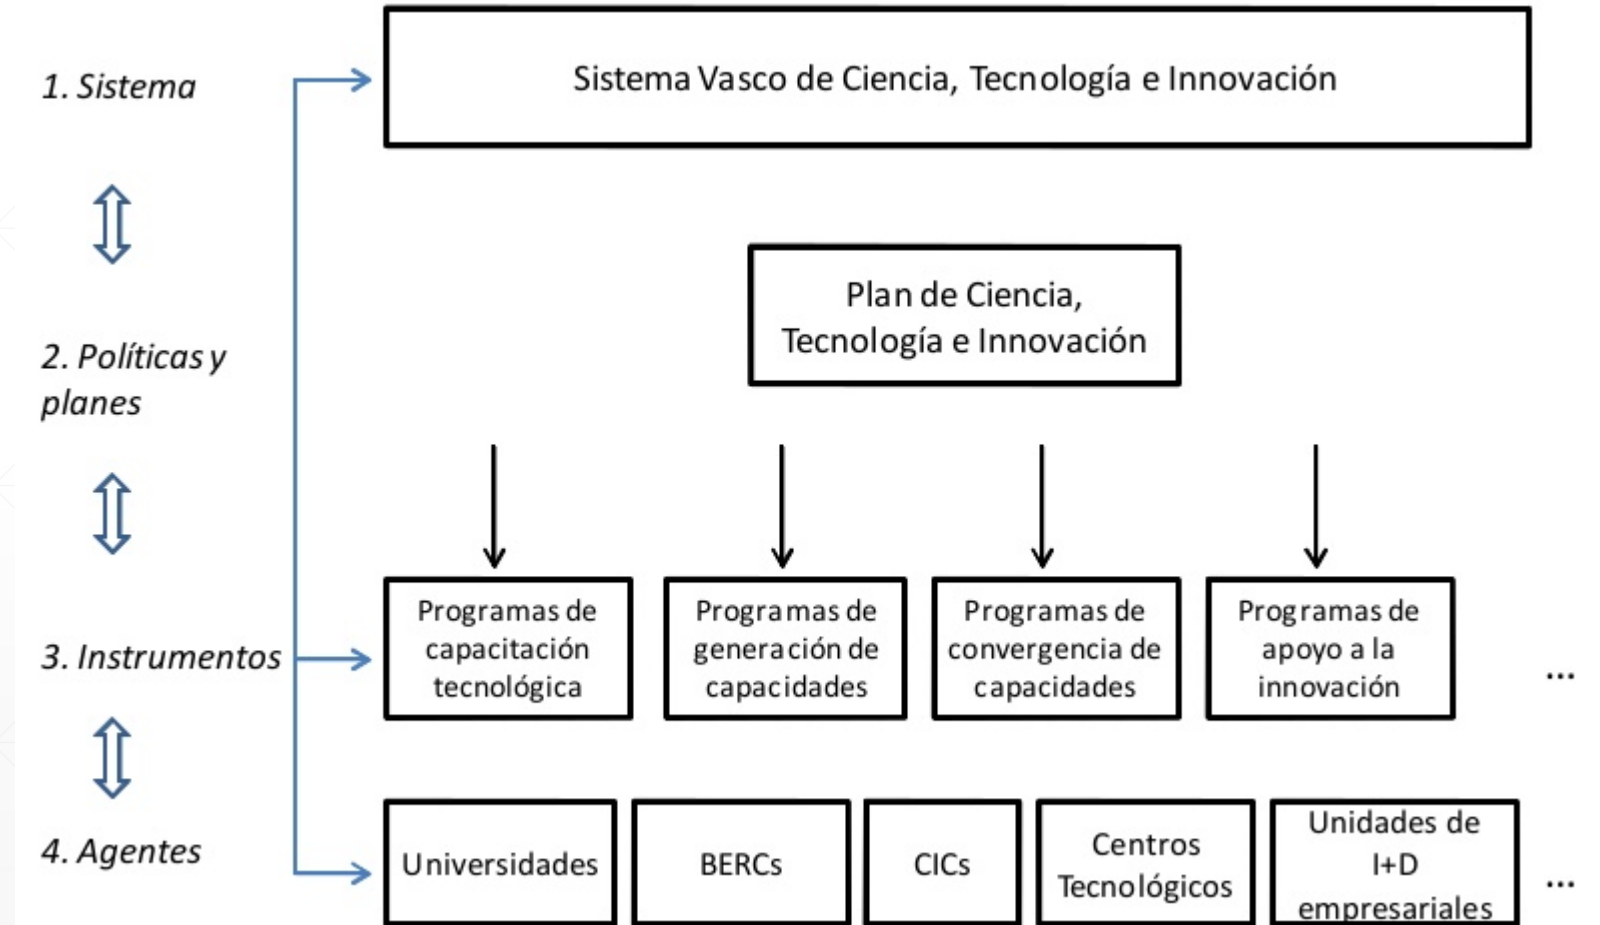 1. Sistema
Sistema Vasco de Ciencia, Tecnología e Innovación
Plan de Ciencia,
Tecnología e Innovación
2. Políticas y
planes
3. Instrumentos
Programas de
capacitación
tecnológica
Programas de
generación de
capacidades
Programas de
convergencia de
capacidades
Programas de
apoyo a la
innovación
...
4. Agentes
Universidades
BERCs
CICs
Centros
Tecnológicos
Unidades de
I+D
empresariales
...